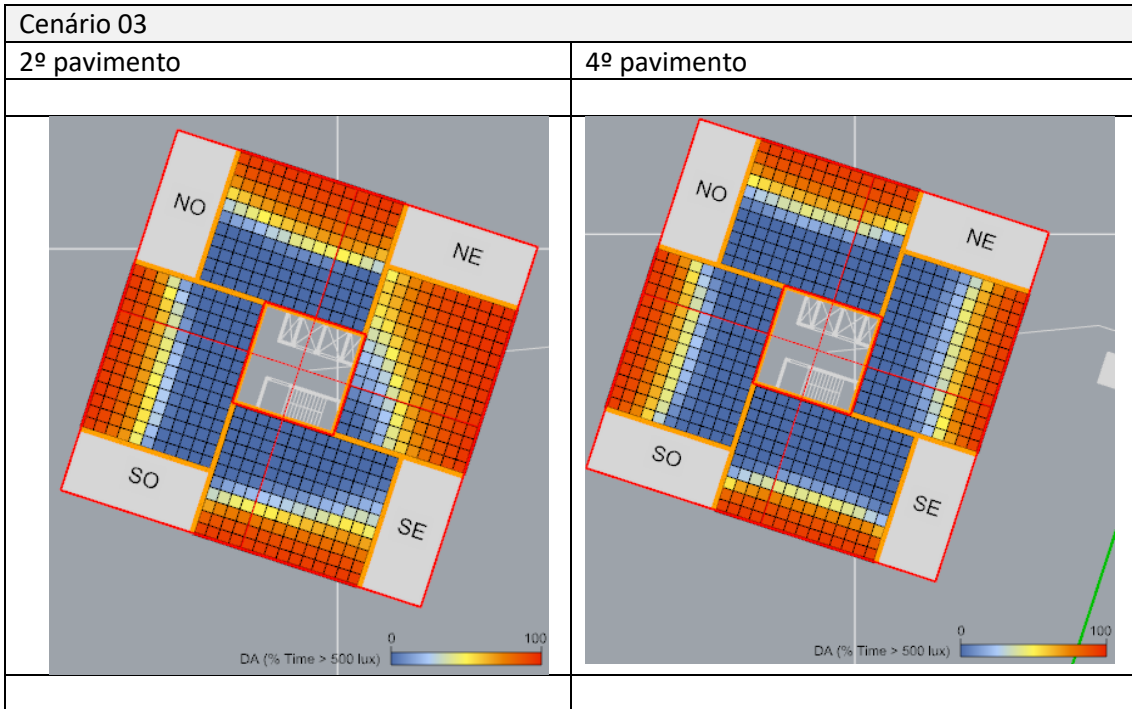 Cenário 03
2º pavimento
4º pavimento
NO
NE
SO
SE
0
100
DA (% Time > 500 lux)
NO
NE
SO
SE
0
100
DA (% Time > 500 lux)